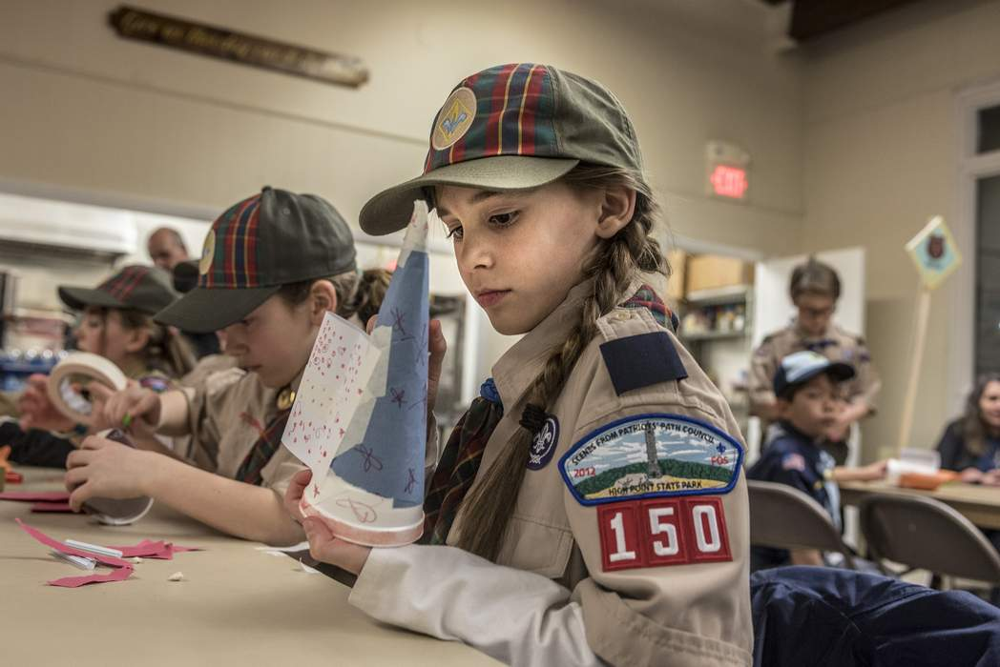 EXIT
SCENES FROM PATRIOTS' PATH COUNCIL
2012
FOS
HIGH POINT STATE PARK
150